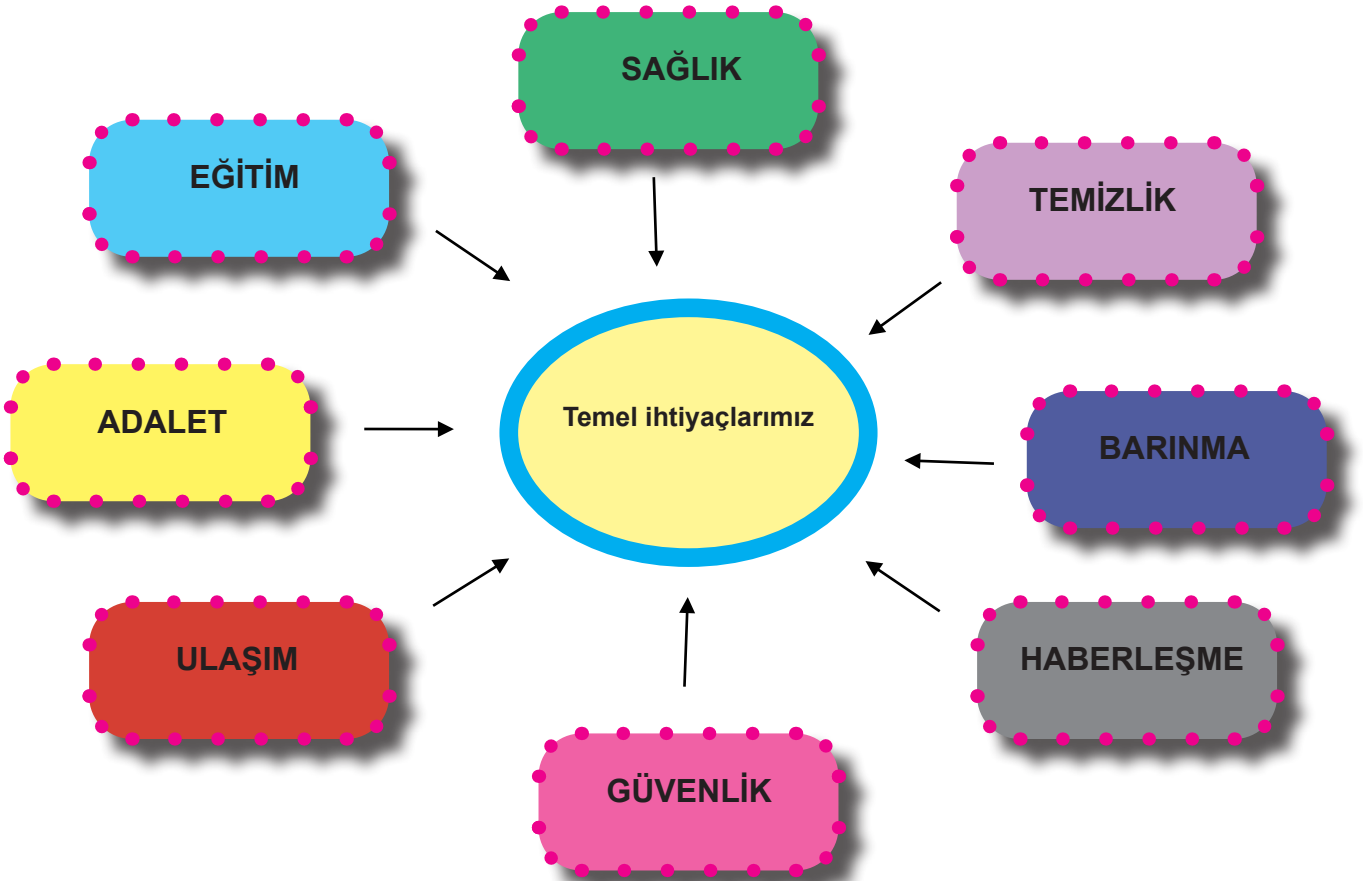 SAĞLIK
EĞİTİM
TEMİZLİK
ADALET
Temel ihtiyaçlarımız
BARINMA
ULAŞIM
HABERLEŞME
GÜVENLİK